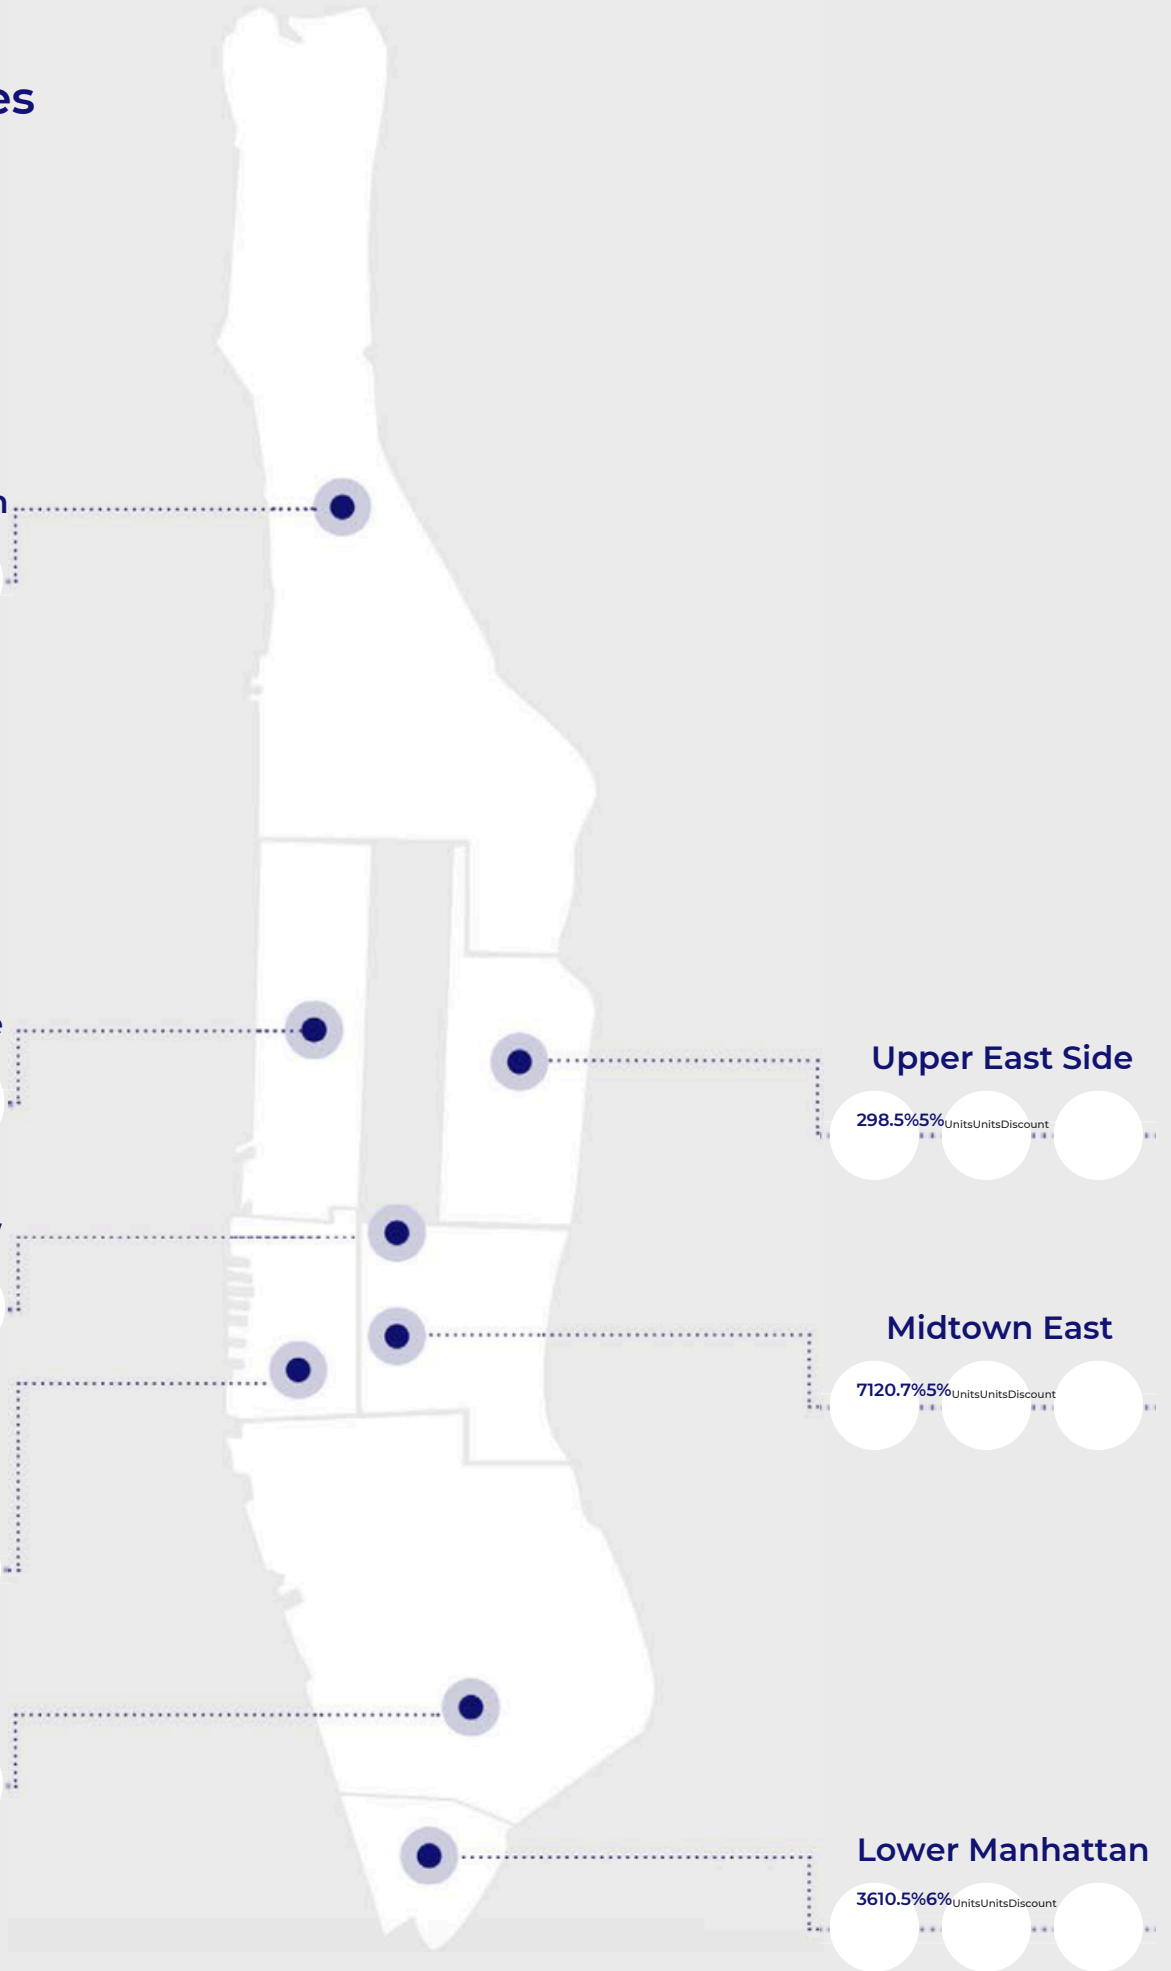 es
n
e
Upper East Side
298.5%5%UnitsUnitsDiscount
Midtown East
7120.7%5%UnitsUnitsDiscount
Lower Manhattan
3610.5%6%UnitsUnitsDiscount